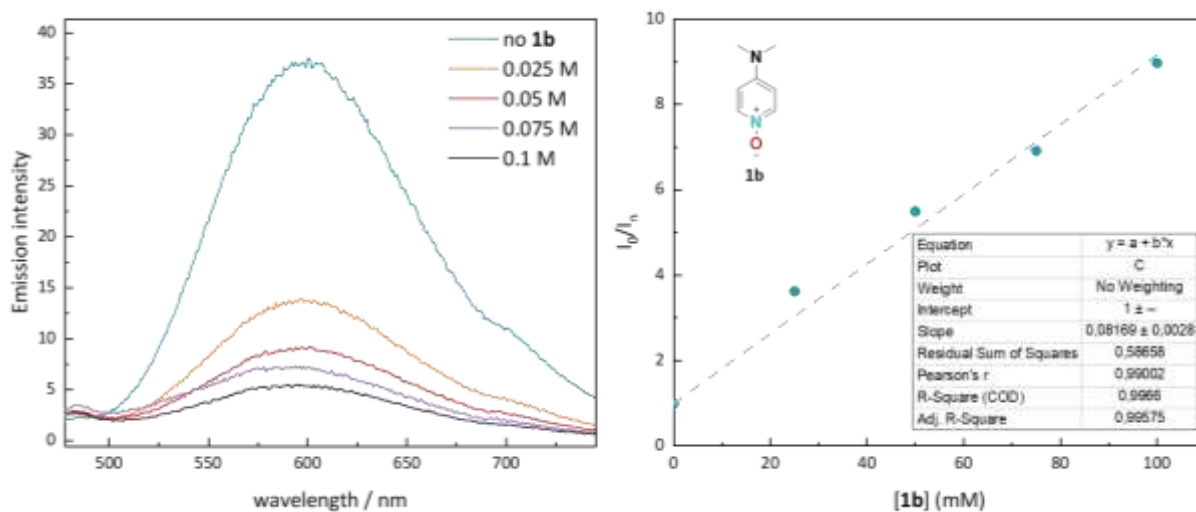 40
35
30
25
20
15
10
5
0
Emission intensity
500
550
600
650
700
wavelength / nm
no 1b
0.025 M
0.05 M
0.075 M
0.1 M
10
8
6
4
2
0
I₀/Iₙ
0
20
40
60
80
100
[1b] (mM)
N
+
N
O
-
1b
Equation y = a + b*x
Plot C
Weight No Weighting
Intercept 1 ± --
Slope 0,08169 ± 0,0028
Residual Sum of Squares 0,58658
Pearson's r 0,99002
R-Square (COD) 0,9966
Adj. R-Square 0,99575